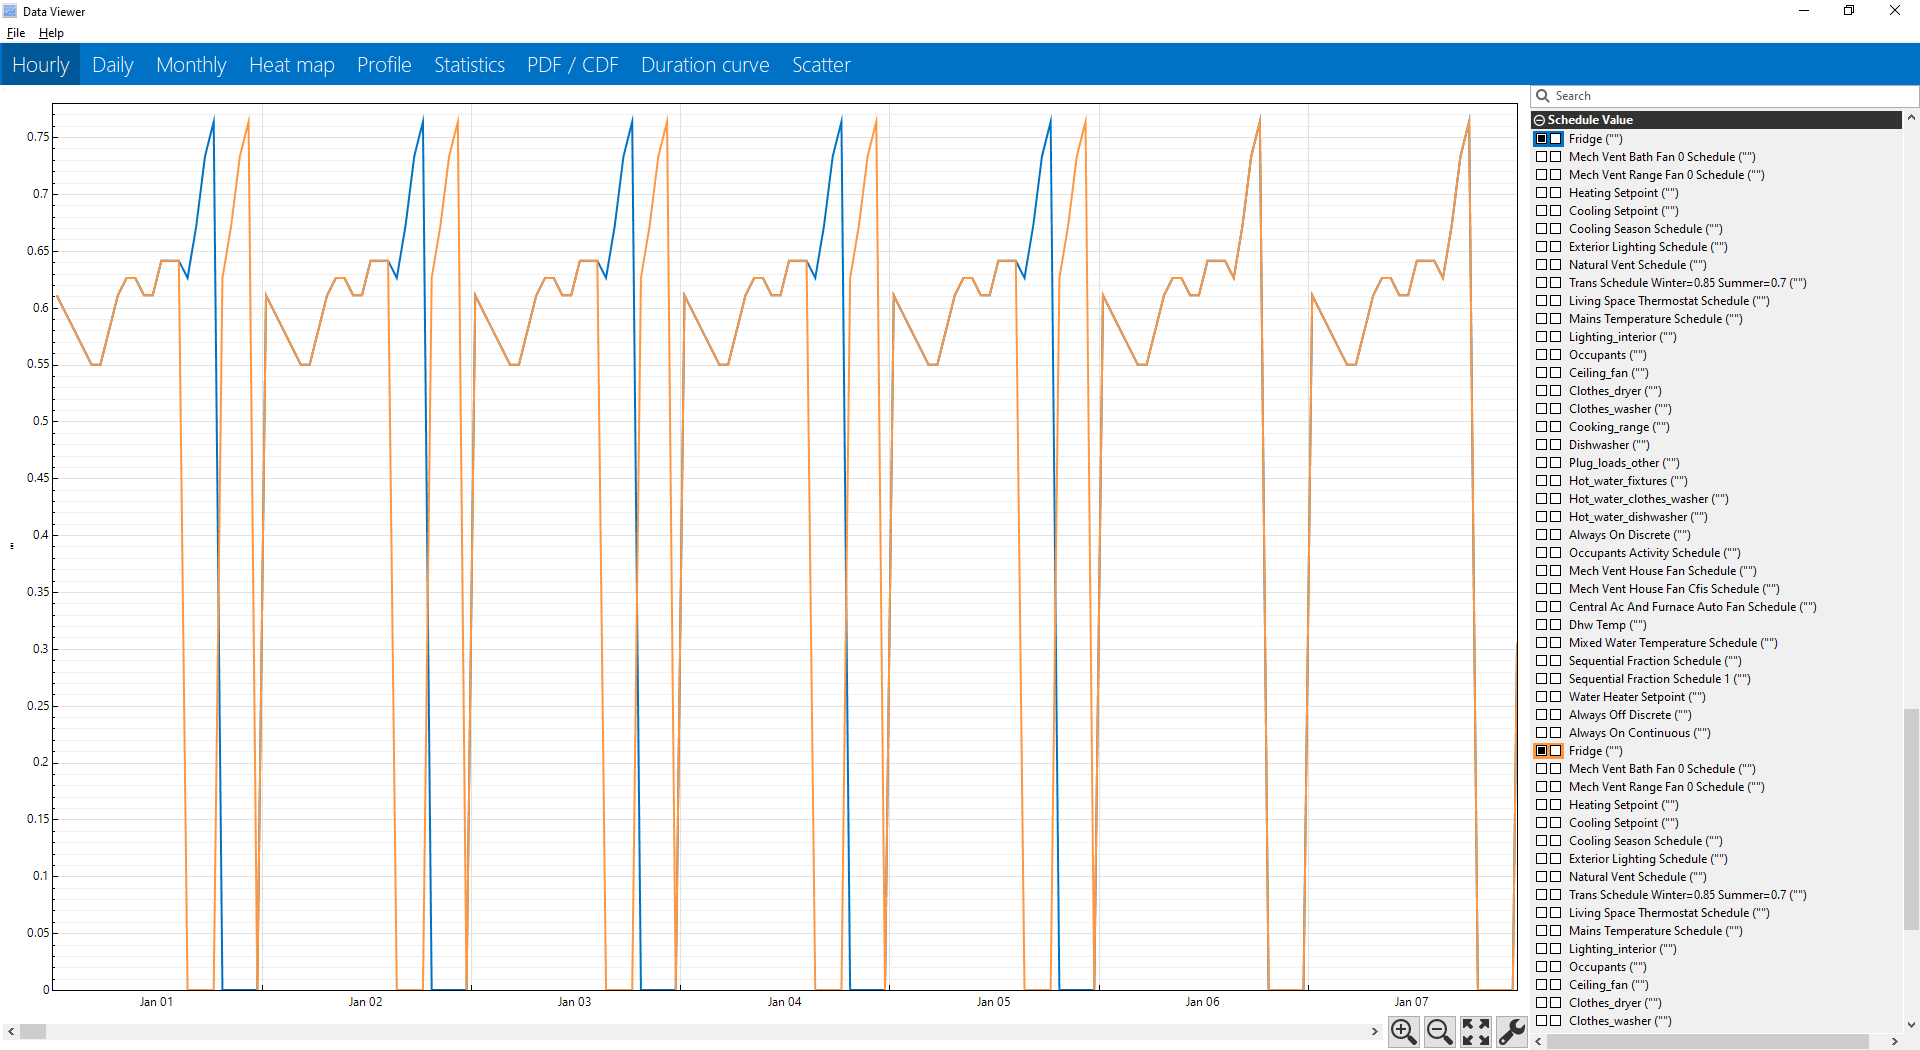 Data Viewer
File Help
Hourly Daily Monthly Heat map Profile Statistics PDF / CDF Duration curve Scatter
Search
Schedule Value
Fridge ("")
Mech Vent Bath Fan 0 Schedule ("")
Mech Vent Range Fan 0 Schedule ("")
Heating Setpoint ("")
Cooling Setpoint ("")
Cooling Season Schedule ("")
Exterior Lighting Schedule ("")
Natural Vent Schedule ("")
Trans Schedule Winter=0.85 Summer=0.7 ("")
Living Space Thermostat Schedule ("")
Mains Temperature Schedule ("")
Lighting_interior ("")
Occupants ("")
Ceiling_fan ("")
Clothes_dryer ("")
Clothes_washer ("")
Cooking_range ("")
Dishwasher ("")
Plug_loads_other ("")
Hot_water_fixtures ("")
Hot_water_clothes_washer ("")
Hot_water_dishwasher ("")
Always On Discrete ("")
Occupants Activity Schedule ("")
Mech Vent House Fan Schedule ("")
Mech Vent House Fan Cfis Schedule ("")
Central Ac And Furnace Auto Fan Schedule ("")
Dhw Temp ("")
Mixed Water Temperature Schedule ("")
Sequential Fraction Schedule ("")
Sequential Fraction Schedule 1 ("")
Water Heater Setpoint ("")
Always Off Discrete ("")
Always On Continuous ("")
Fridge ("")
Mech Vent Bath Fan 0 Schedule ("")
Mech Vent Range Fan 0 Schedule ("")
Heating Setpoint ("")
Cooling Setpoint ("")
Cooling Season Schedule ("")
Exterior Lighting Schedule ("")
Natural Vent Schedule ("")
Trans Schedule Winter=0.85 Summer=0.7 ("")
Living Space Thermostat Schedule ("")
Mains Temperature Schedule ("")
Lighting_interior ("")
Occupants ("")
Ceiling_fan ("")
Clothes_dryer ("")
Clothes_washer ("")
0.75
0.7
0.65
0.6
0.55
0.5
0.45
0.4
0.35
0.3
0.25
0.2
0.15
0.1
0.05
0
Jan 01 Jan 02 Jan 03 Jan 04 Jan 05 Jan 06 Jan 07